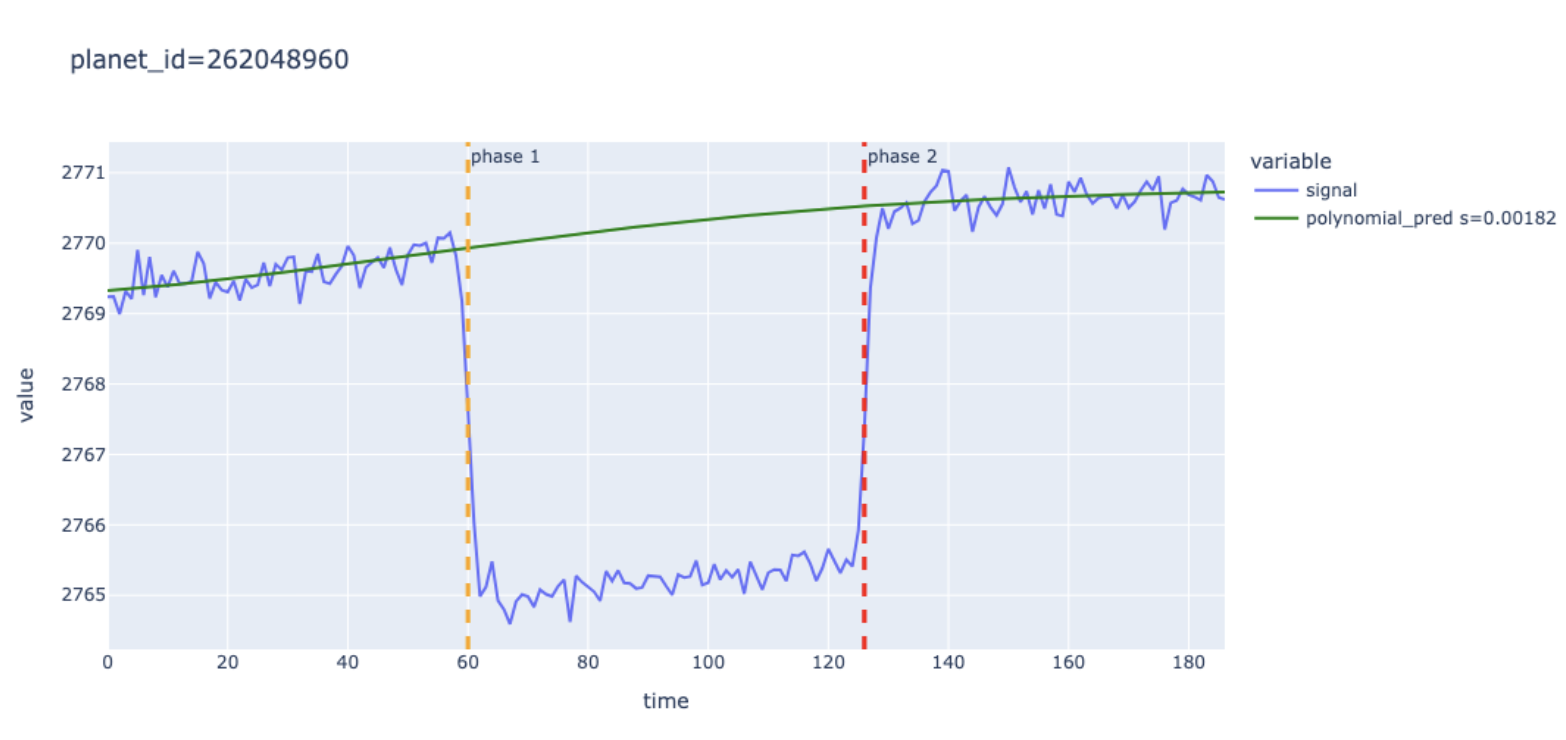 planet_id=262048960
phase 1
phase 2
variable
signal
polynomial_pred s=0.00182
value
2771
2770
2769
2768
2767
2766
2765
0 20 40 60 80 100 120 140 160 180
time